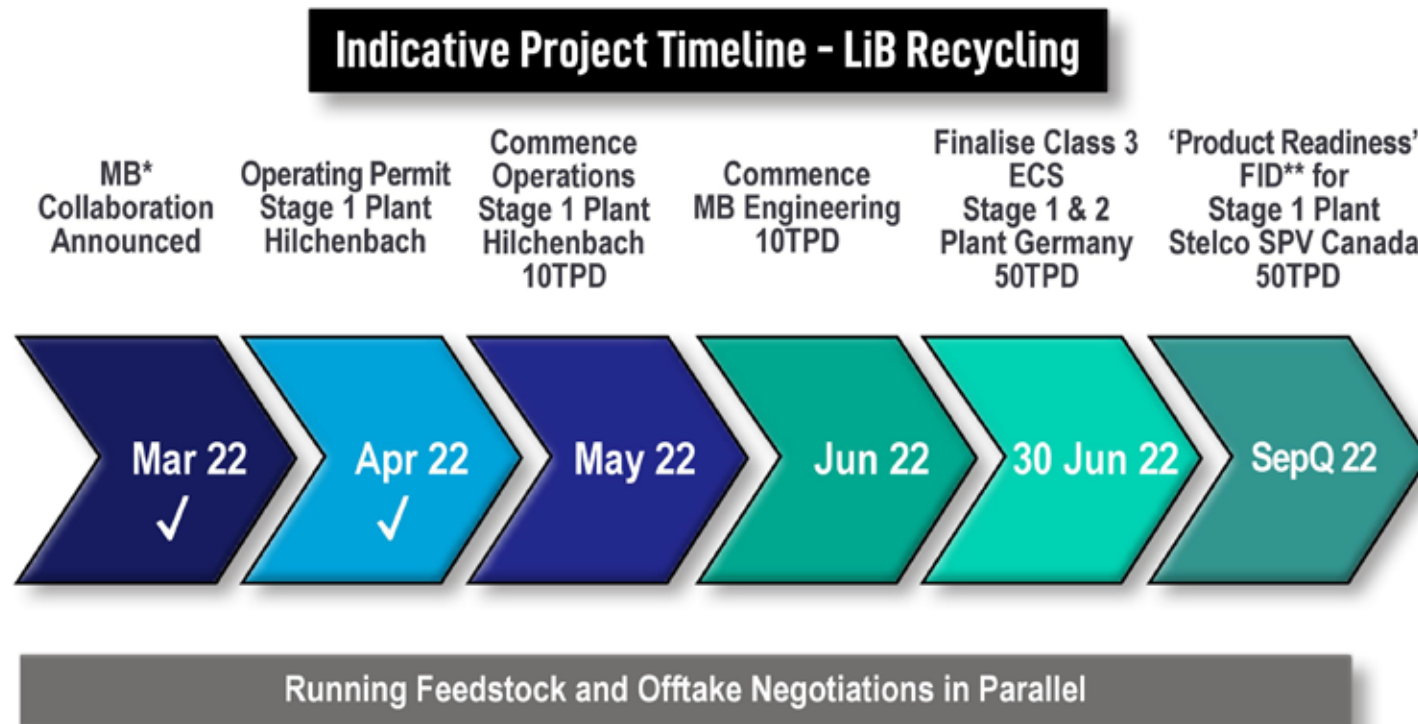 Indicative Project Timeline – LiB Recycling
MB*
Collaboration
Announced
Operating Permit
Stage 1 Plant
Hilchenbach
Commence
Operations
Stage 1 Plant
Hilchenbach
10TPD
Commence
MB Engineering
10TPD
Finalise Class 3
ECS
Stage 1 & 2
Plant Germany
50TPD
‘Product Readiness’
FID** for
Stage 1 Plant
Stelco SPV Canada
50TPD
Mar 22
✓
Apr 22
✓
May 22
Jun 22
30 Jun 22
SepQ 22
Running Feedstock and Offtake Negotiations in Parallel